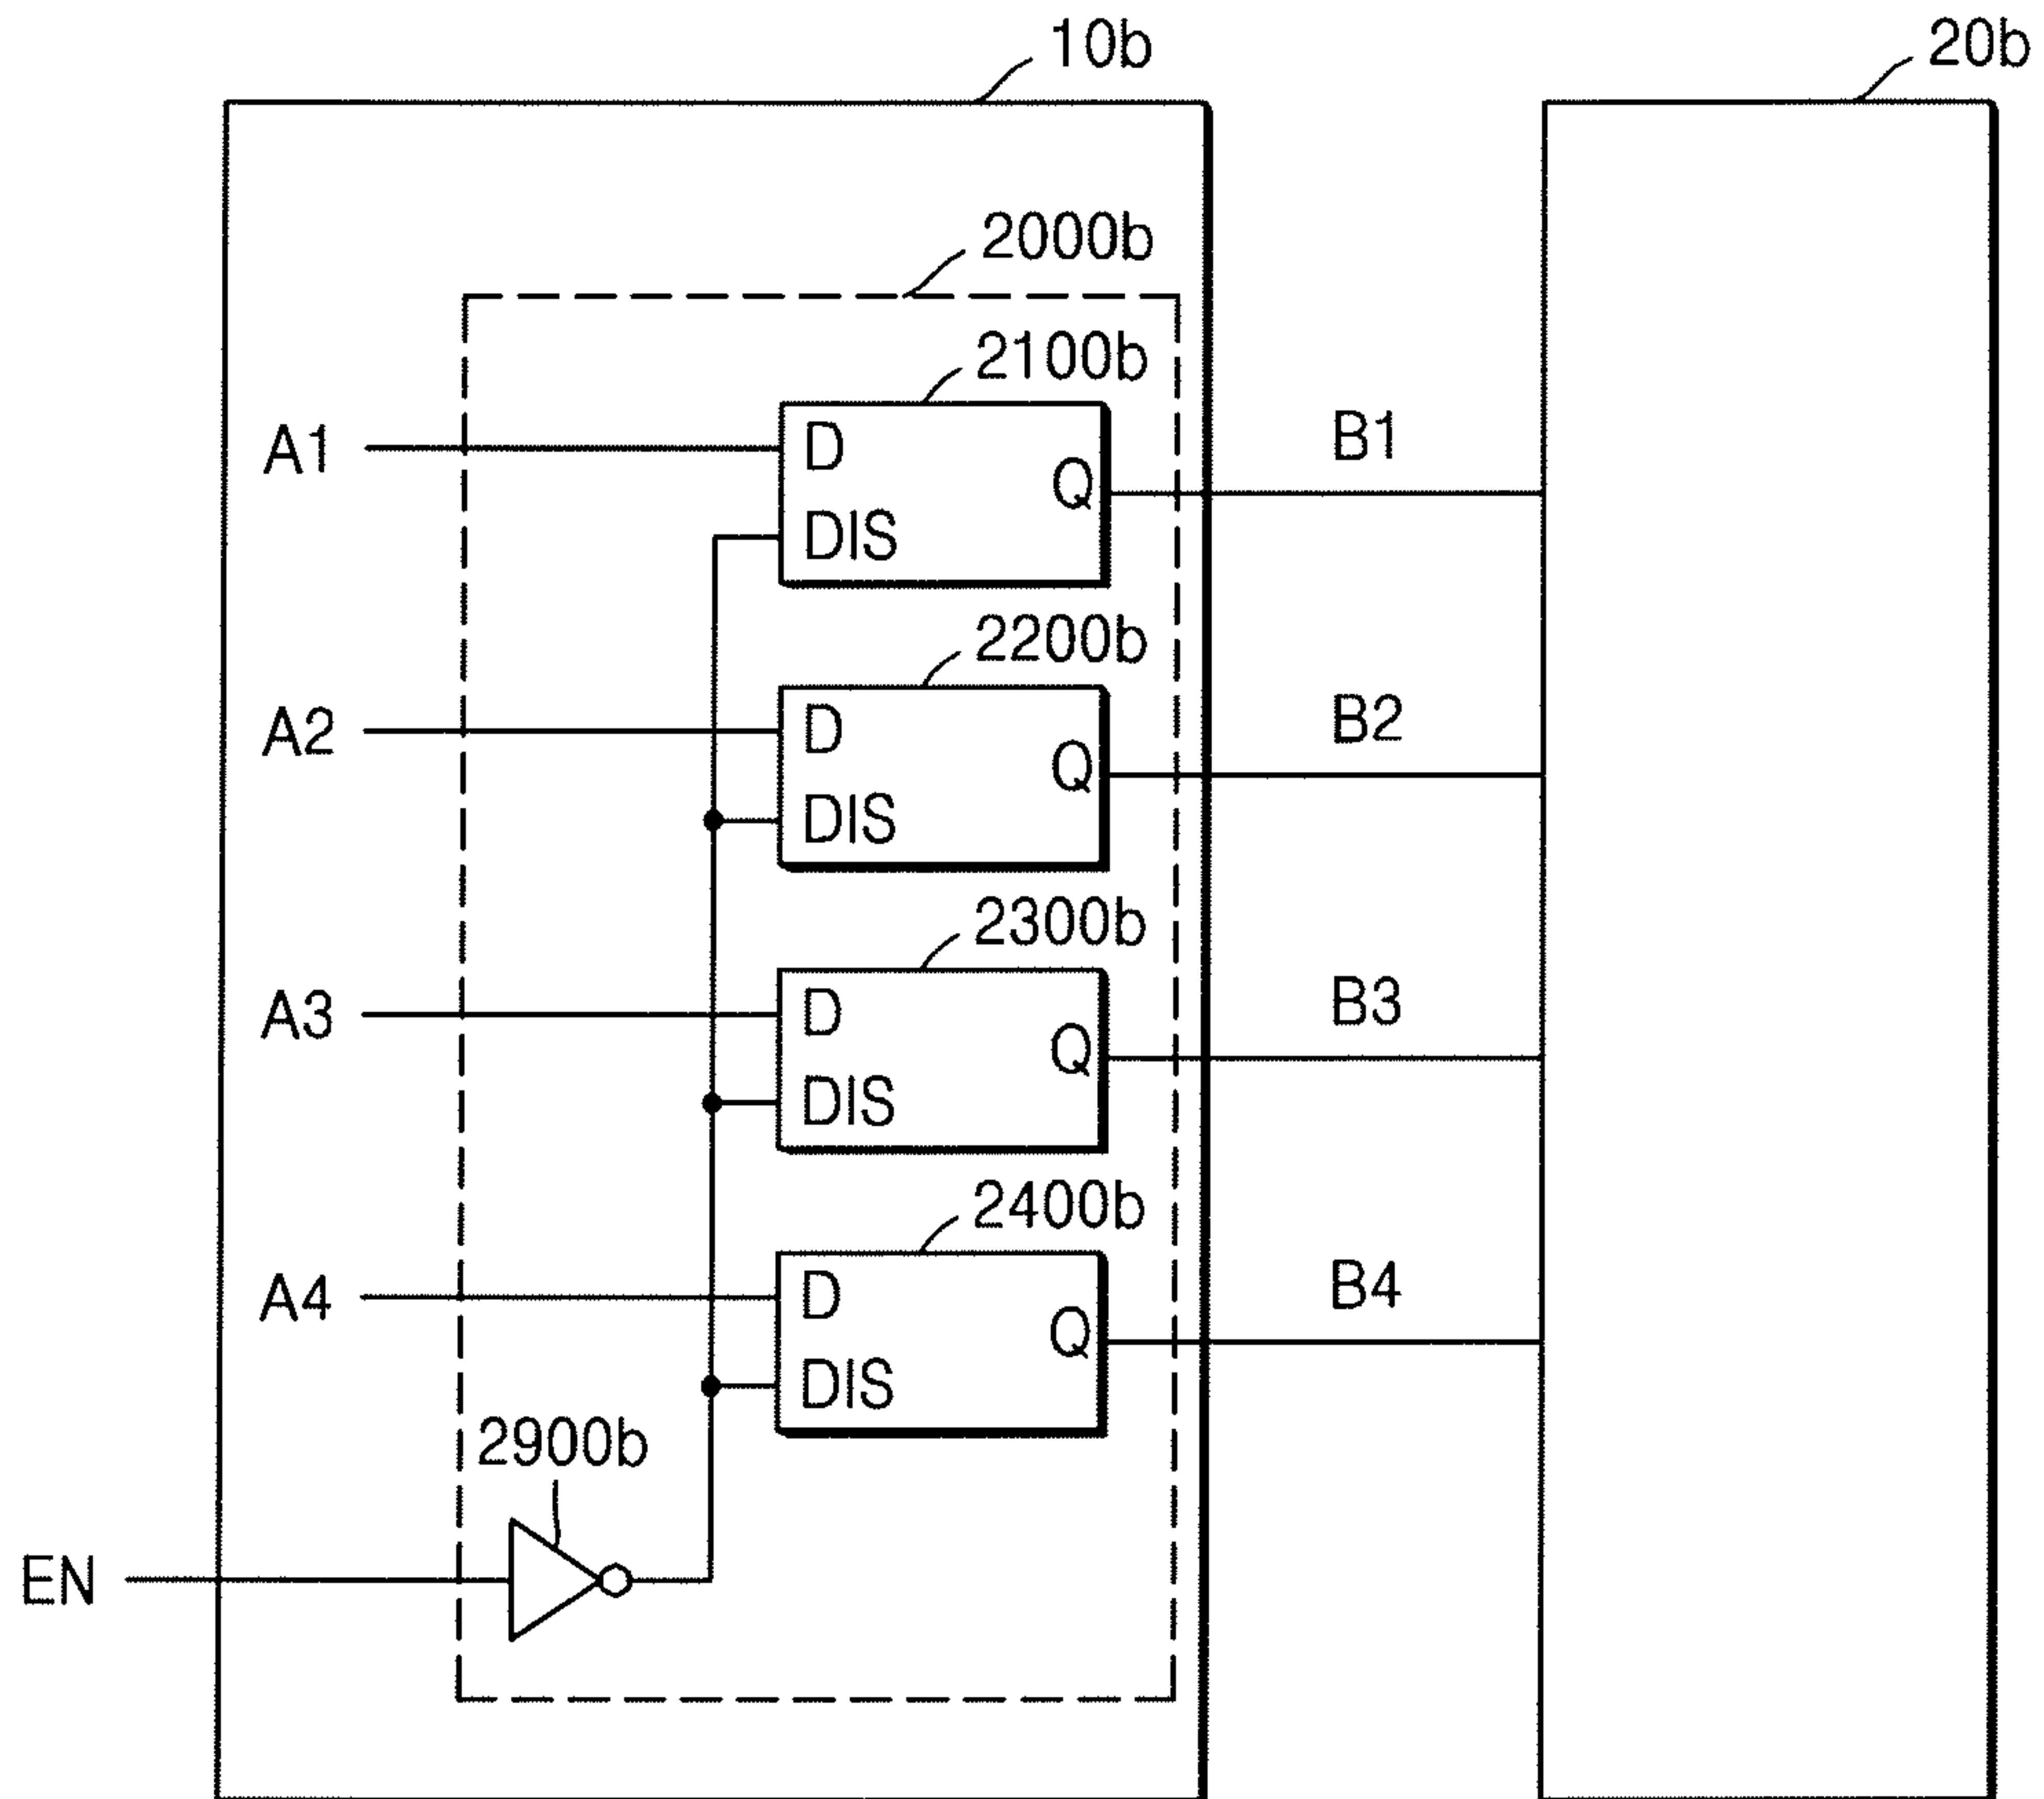 10b
20b
2000b
2100b
A1
D
Q
DIS
B1
2200b
A2
D
Q
DIS
B2
2300b
A3
D
Q
DIS
B3
2400b
A4
D
Q
DIS
B4
2900b
EN